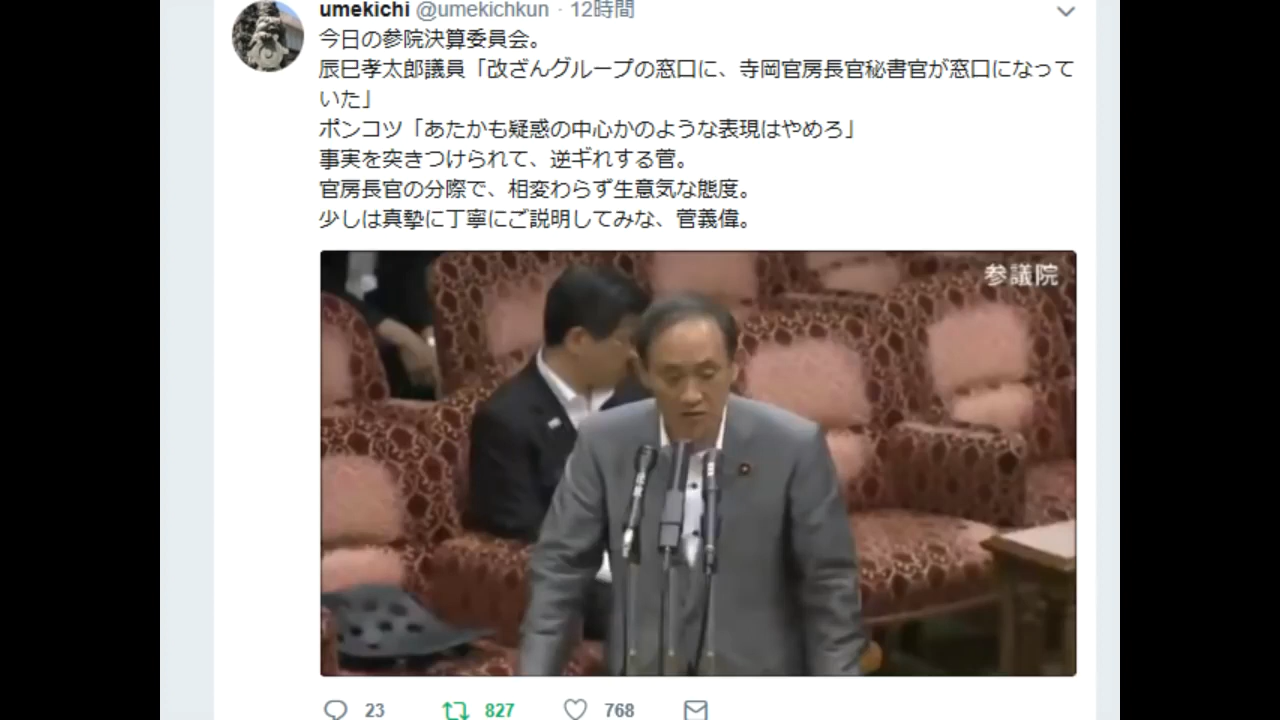 umekichi @umekichkun · 12時間
今日の参院決算委員会。
辰巳孝太郎議員「改ざんグループの窓口に、寺岡官房長官秘書官が窓口になって
いた」
ポンコツ「あたかも疑惑の中心かのような表現はやめろ」
事実を突きつけられて、逆ギれする菅。
官房長官の分際で、相変わらず生意気な態度。
少しは真摯に丁寧にご説明してみな、菅義偉。
参議院
23 827 768